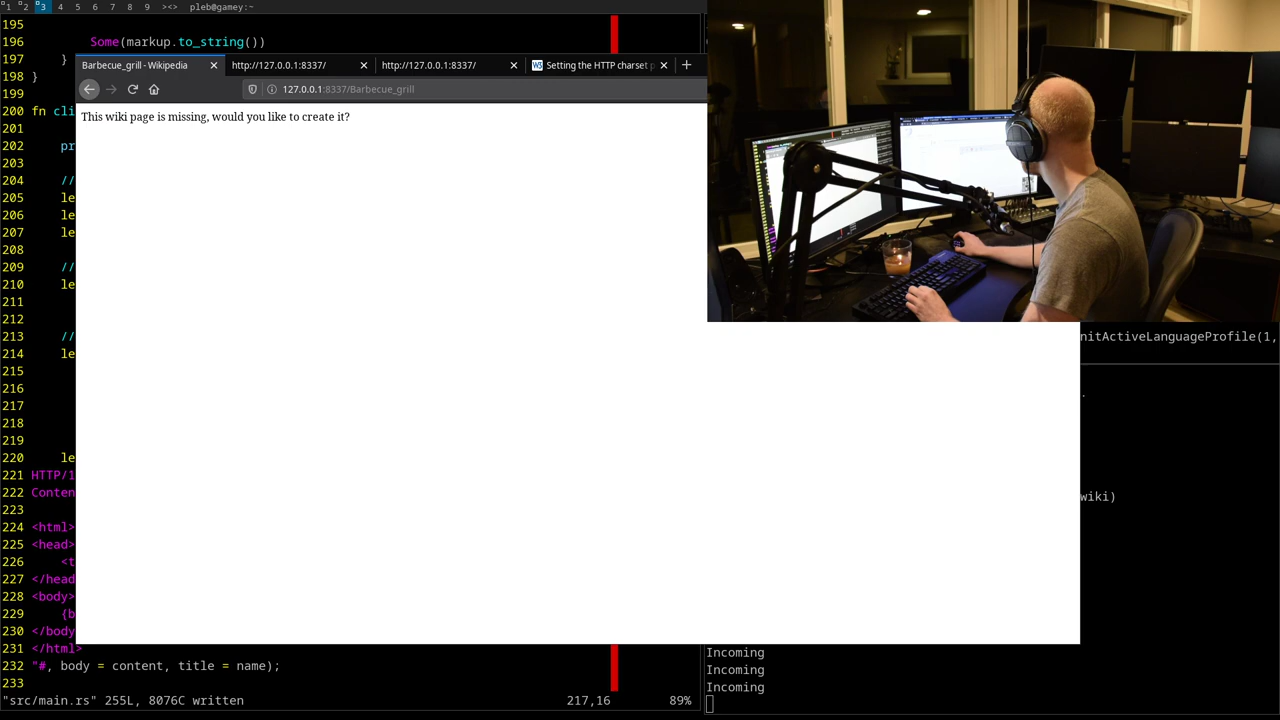 1 2 3 4 5 6 7 8 9 ><> pleb@gamey:~
195
196 Some(markup.to_string())
197 }
198 }
199
200 fn cli
201
202 pr
203
204 //
205 le
206 le
207 le
208
209 //
210 le
211
212
213 //
214 le
215
216
217
218
219
220 le
221 HTTP/1
222 Conten
223
224 <html>
225 <head>
226 <t
227 </head
228 <body>
229 {b
230 </body
231 </html>
232 "#, body = content, title = name);
233
"src/main.rs" 255L, 8076C written 217,16 89%
Barbecue_grill - Wikipedia
http://127.0.0.1:8337/
http://127.0.0.1:8337/
Setting the HTTP charset p
127.0.0.1:8337/Barbecue_grill
This wiki page is missing, would you like to create it?
nitActiveLanguageProfile(1,
.
wiki)
Incoming
Incoming
Incoming